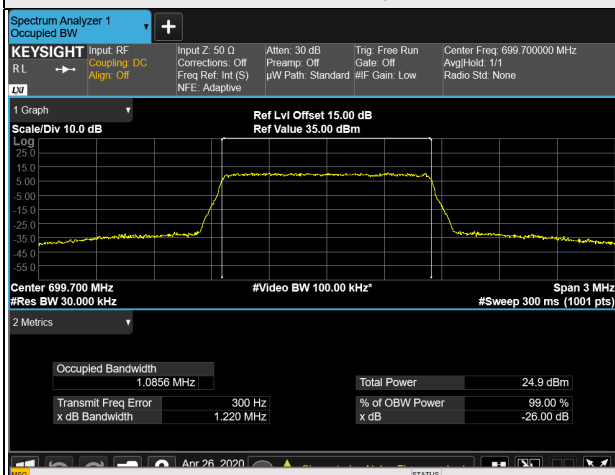 Spectrum Analyzer 1
Occupied BW
+
KEYSIGHT
RL
LXI
Input: RF
Coupling: DC
Align: Off
Input Z: 50 Ω
Corrections: Off
Freq Ref: Int (S)
NFE: Adaptive
Atten: 30 dB
Preamp: Off
µW Path: Standard
Trig: Free Run
Gate: Off
#IF Gain: Low
Center Freq: 699.700000 MHz
Avg|Hold: 1/1
Radio Std: None
1 Graph
Scale/Div 10.0 dB
Ref Lvl Offset 15.00 dB
Ref Value 35.00 dBm
Log
25.0
15.0
5.00
-5.00
-15.0
-25.0
-35.0
-45.0
-55.0
Center 699.700 MHz
#Res BW 30.000 kHz
#Video BW 100.00 kHz*
Span 3 MHz
#Sweep 300 ms (1001 pts)
2 Metrics
Occupied Bandwidth
1.0856 MHz
Total Power 24.9 dBm
Transmit Freq Error 300 Hz
% of OBW Power 99.00 %
x dB Bandwidth 1.220 MHz
x dB -26.00 dB
Apr 26, 2020
MSG
STATUS